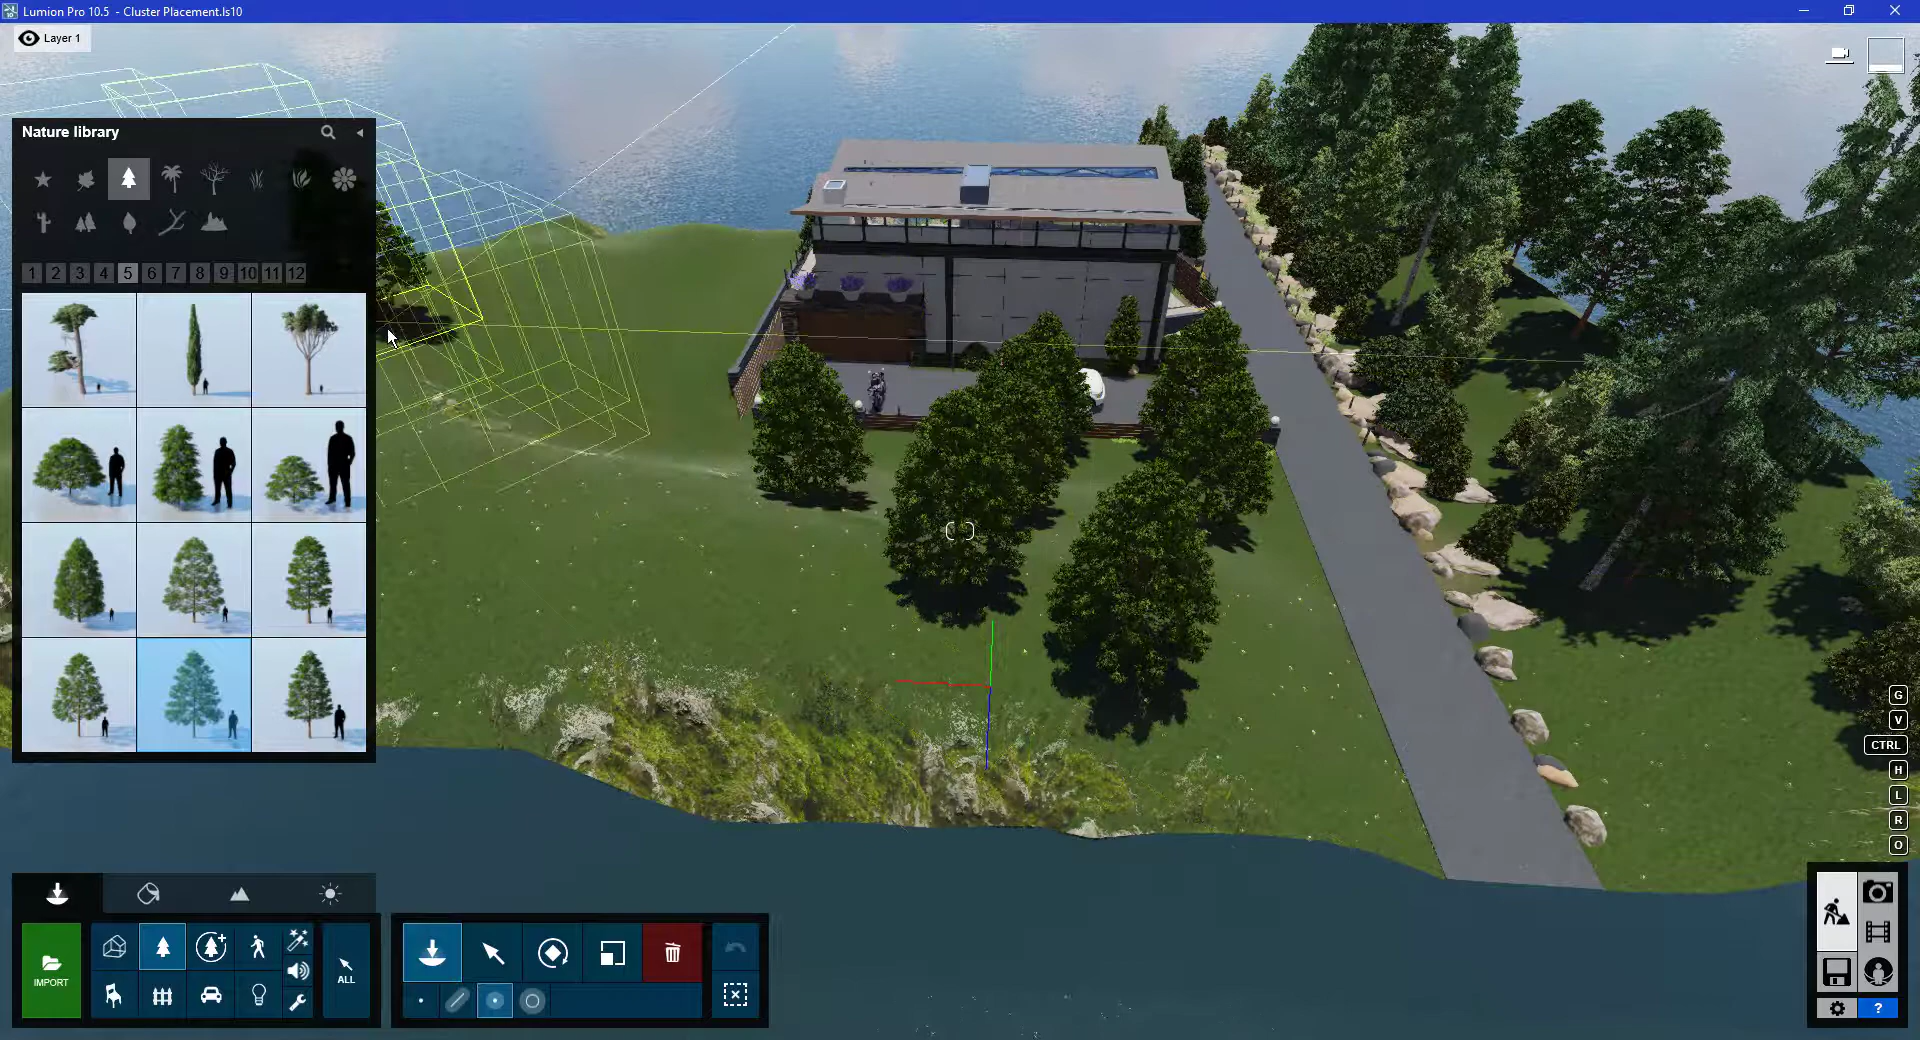 Lumion Pro 10.5 - Cluster Placement.ls10
Layer 1
Nature library
1 2 3 4 5 6 7 8 9 10 11 12
G
V
CTRL
H
L
R
O
IMPORT
ALL
?